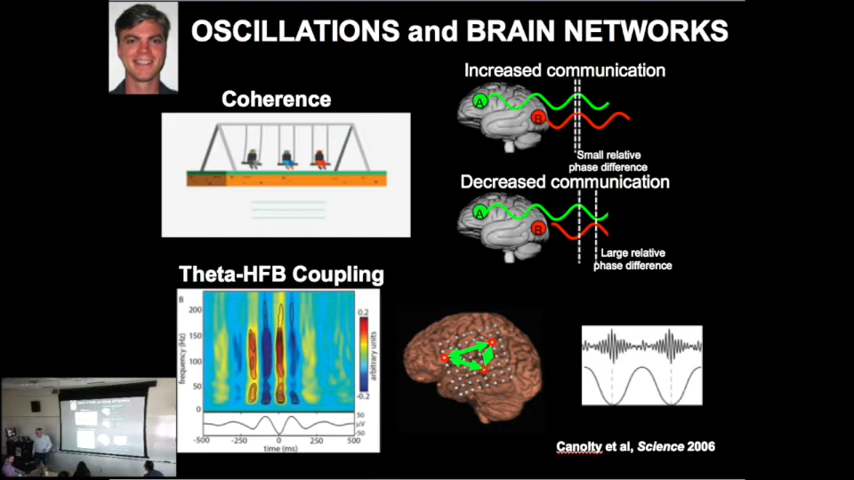 OSCILLATIONS and BRAIN NETWORKS
Coherence
Increased communication
A
B
Small relative
phase difference
Decreased communication
A
B
Large relative
phase difference
Theta-HFB Coupling
B
frequency (Hz)
200
150
100
50
0
0.2
-0.2
arbitrary units
50
0
-50
µV
-500
-250
0
250
500
time (ms)
Canolty et al, Science 2006